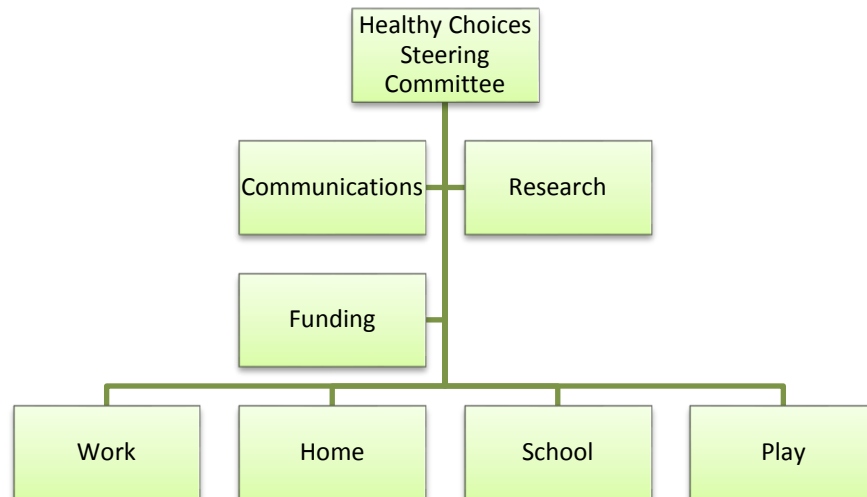 Healthy Choices
Steering
Committee
Communications
Research
Funding
Work
Home
School
Play